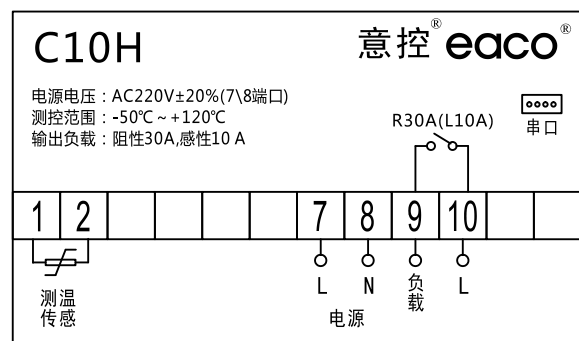 C10H
意控® eaco®
电源电压：AC220V±20%(7\8端口)
测控范围：-50℃～+120℃
输出负载：阻性30A,感性10 A
R30A(L10A)
串口
1 2 7 8 9 10
L N 负载 L
测温
传感
电源